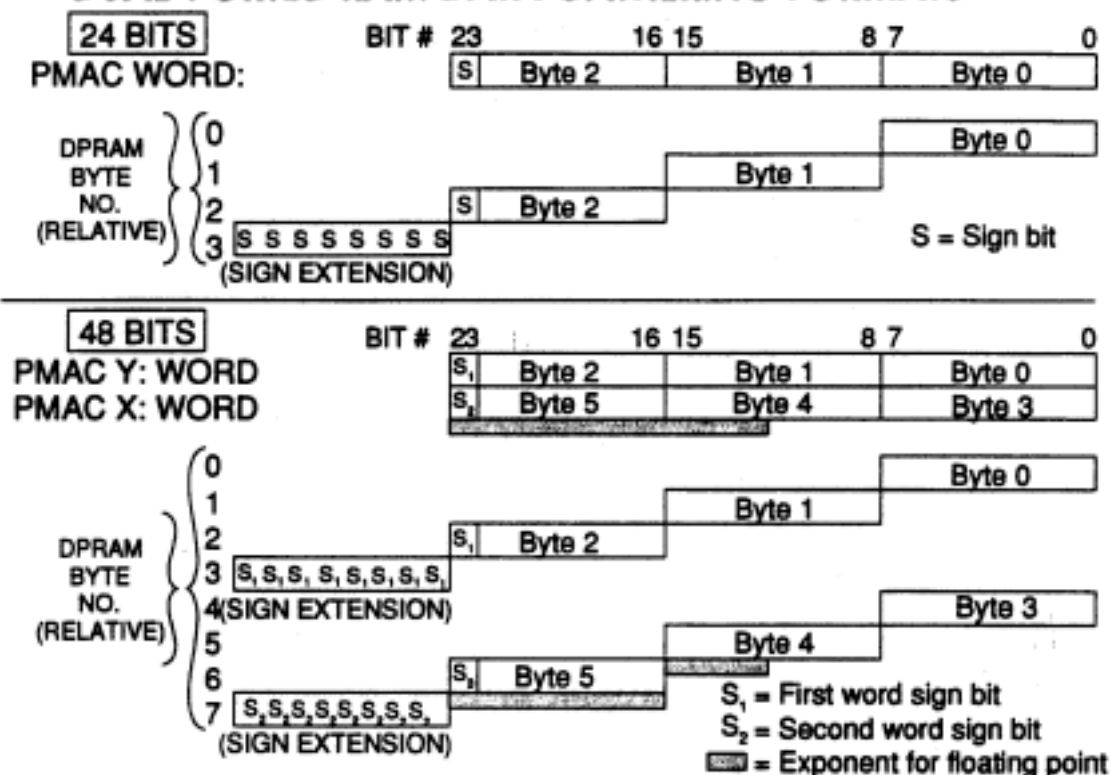 24 BITS BIT # 23 16 15 8 7 0
PMAC WORD: S Byte 2 Byte 1 Byte 0
0 Byte 0
DPRAM
BYTE 1 Byte 1
NO. 2 S Byte 2
(RELATIVE) 3 S S S S S S S S S = Sign bit
(SIGN EXTENSION)
48 BITS BIT # 23 16 15 8 7 0
PMAC Y: WORD S₁ Byte 2 Byte 1 Byte 0
PMAC X: WORD S₂ Byte 5 Byte 4 Byte 3
0 Byte 0
1 Byte 1
DPRAM 2 S₁ Byte 2
BYTE 3 S₁ S₁ S₁ S₁ S₁ S₁ S₁ S₁
NO. 4 (SIGN EXTENSION) Byte 3
(RELATIVE) 5 Byte 4
6 S₂ Byte 5
7 S₂ S₂ S₂ S₂ S₂ S₂ S₂ S₂
(SIGN EXTENSION)
S₁ = First word sign bit
S₂ = Second word sign bit
= Exponent for floating point